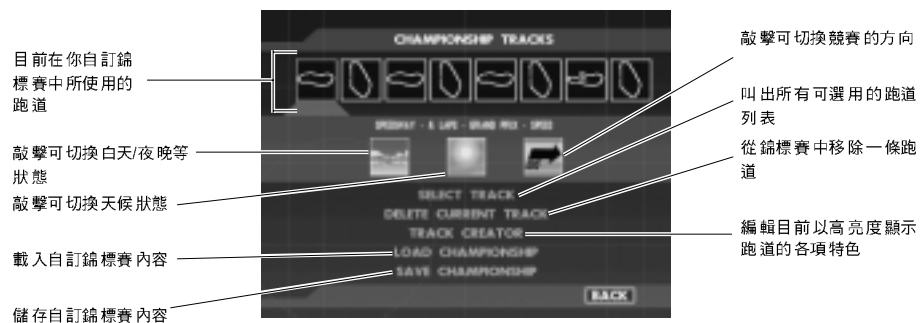 目前在你自訂錦
標賽中所使用的
跑道
敲擊可切換白天/夜晚等
狀態
敲擊可切換天候狀態
載入自訂錦標賽內容
儲存自訂錦標賽內容
CHAMPIONSHIP TRACKS
SPEEDWAY - 6 LAPS - GRAND PRIX - SPEED
SELECT TRACK
DELETE CURRENT TRACK
TRACK CREATOR
LOAD CHAMPIONSHIP
SAVE CHAMPIONSHIP
BACK
敲擊可切換競賽的方向
叫出所有可選用的跑道
列表
從錦標賽中移除一條跑
道
編輯目前以高亮度顯示
跑道的各項特色